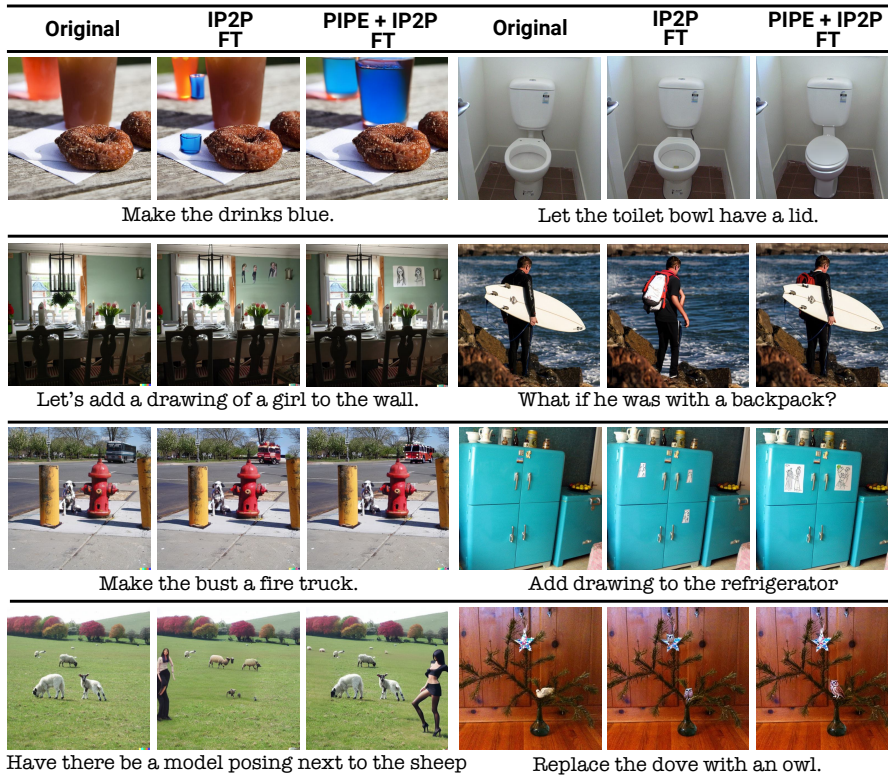 Original IP2P FT PIPE + IP2P FT Original IP2P FT PIPE + IP2P FT
Make the drinks blue.
Let the toilet bowl have a lid.
Let's add a drawing of a girl to the wall.
What if he was with a backpack?
Make the bust a fire truck.
Add drawing to the refrigerator
Have there be a model posing next to the sheep
Replace the dove with an owl.